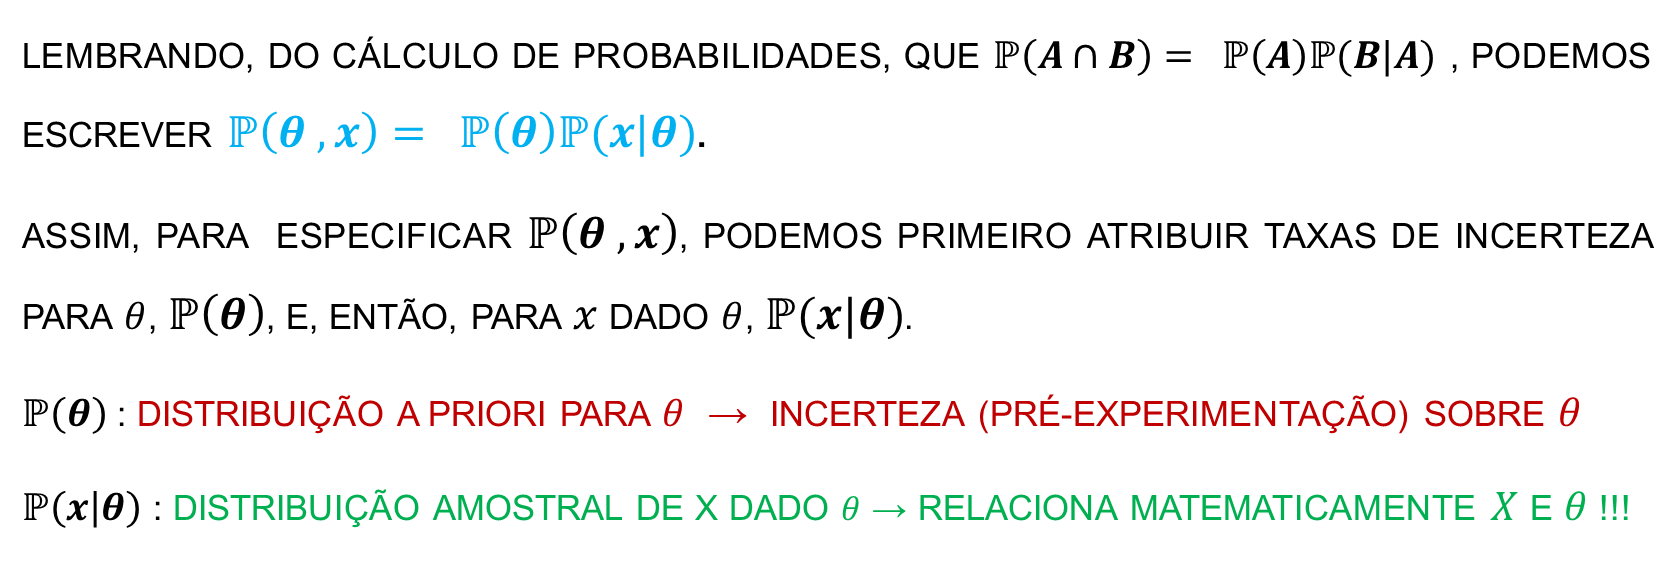 LEMBRANDO, DO CÁLCULO DE PROBABILIDADES, QUE ℙ(𝑨 ∩ 𝑩) = ℙ(𝑨)ℙ(𝑩|𝑨) , PODEMOS
ESCREVER ℙ(𝜽 , 𝒙) = ℙ(𝜽)ℙ(𝒙|𝜽).
ASSIM, PARA ESPECIFICAR ℙ(𝜽 , 𝒙), PODEMOS PRIMEIRO ATRIBUIR TAXAS DE INCERTEZA
PARA 𝜃, ℙ(𝜽), E, ENTÃO, PARA 𝑥 DADO 𝜃, ℙ(𝒙|𝜽).
ℙ(𝜽) : DISTRIBUIÇÃO A PRIORI PARA 𝜃 → INCERTEZA (PRÉ-EXPERIMENTAÇÃO) SOBRE 𝜃
ℙ(𝒙|𝜽) : DISTRIBUIÇÃO AMOSTRAL DE X DADO 𝜃 → RELACIONA MATEMATICAMENTE 𝑋 E 𝜃 !!!